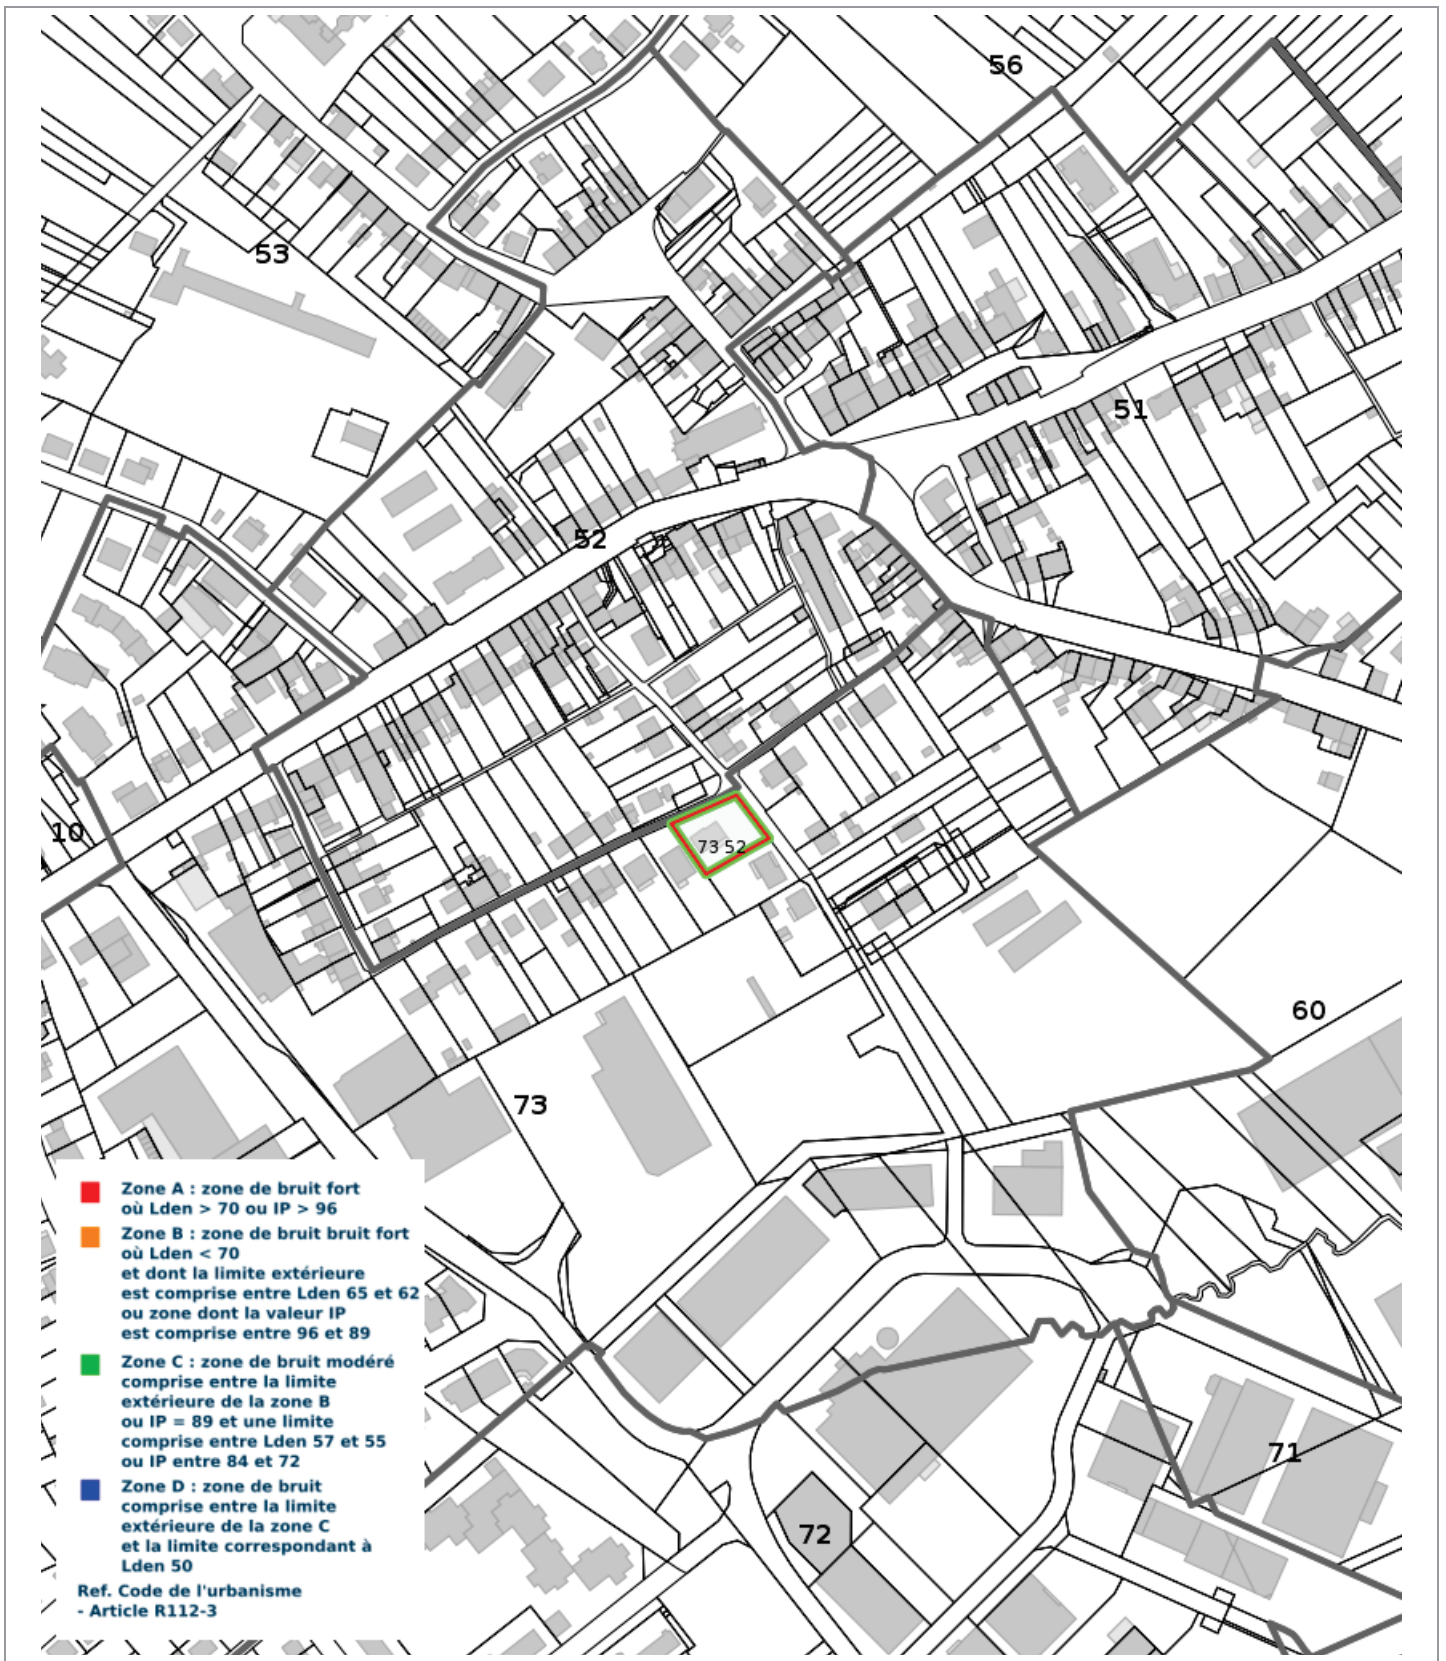 56
53
51
52
10
73 52
60
73
Zone A : zone de bruit fort
où Lden > 70 ou IP > 96
Zone B : zone de bruit bruit fort
où Lden < 70
et dont la limite extérieure
est comprise entre Lden 65 et 62
ou zone dont la valeur IP
est comprise entre 96 et 89
Zone C : zone de bruit modéré
comprise entre la limite
extérieure de la zone B
ou IP = 89 et une limite
comprise entre Lden 57 et 55
ou IP entre 84 et 72
Zone D : zone de bruit
comprise entre la limite
extérieure de la zone C
et la limite correspondant à
Lden 50
Ref. Code de l'urbanisme
- Article R112-3
71
72